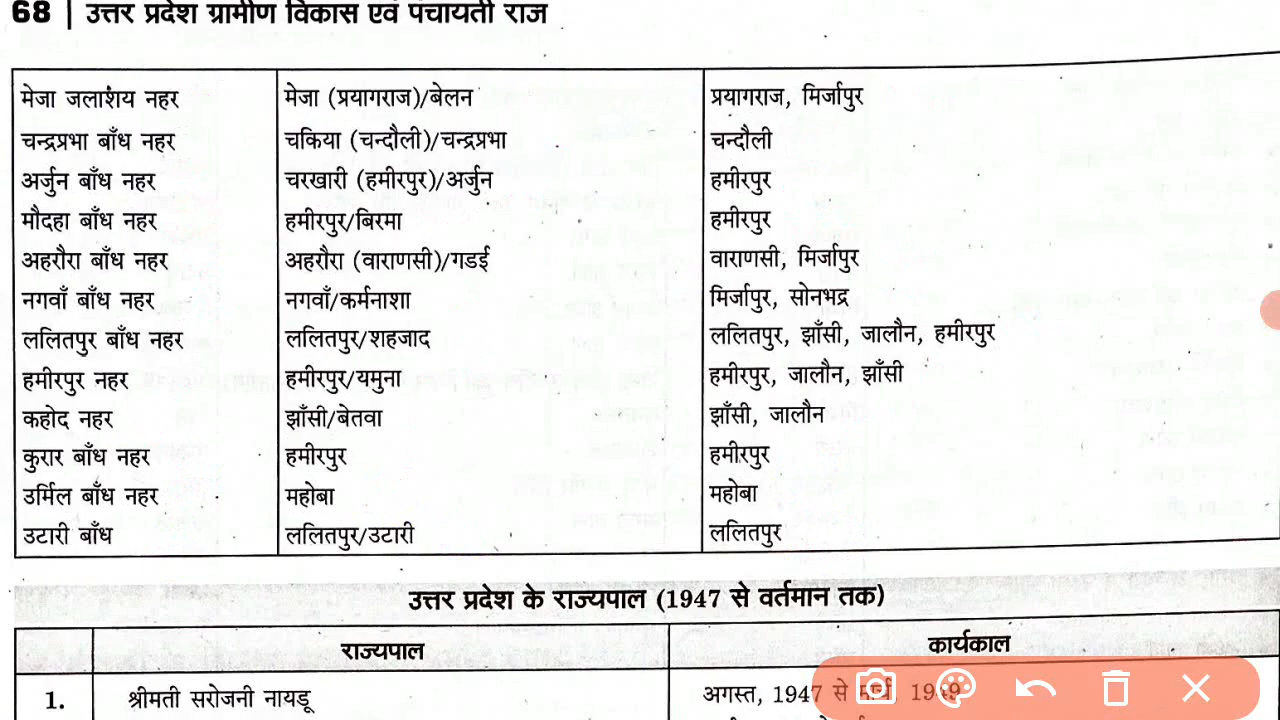 68 | उत्तर प्रदेश ग्रामीण विकास एवं पंचायती राज
मेजा जलाशय नहर मेजा (प्रयागराज)/बेलन प्रयागराज, मिर्जापुर
चन्द्रप्रभा बाँध नहर चकिया (चन्दौली)/चन्द्रप्रभा चन्दौली
अर्जुन बाँध नहर चरखारी (हमीरपुर)/अर्जुन हमीरपुर
मौदहा बाँध नहर हमीरपुर/बिरमा हमीरपुर
अहरौरा बाँध नहर अहरौरा (वाराणसी)/गडई वाराणसी, मिर्जापुर
नगवाँ बाँध नहर नगवाँ/कर्मनाशा मिर्जापुर, सोनभद्र
ललितपुर बाँध नहर ललितपुर/शहजाद ललितपुर, झाँसी, जालौन, हमीरपुर
हमीरपुर नहर हमीरपुर/यमुना हमीरपुर, जालौन, झाँसी
कहोद नहर झाँसी/बेतवा झाँसी, जालौन
कुरार बाँध नहर हमीरपुर हमीरपुर
उर्मिल बाँध नहर महोबा महोबा
उटारी बाँध ललितपुर/उटारी ललितपुर
उत्तर प्रदेश के राज्यपाल (1947 से वर्तमान तक)
राज्यपाल कार्यकाल
1. श्रीमती सरोजनी नायडू अगस्त, 1947 से मार्च, 1949